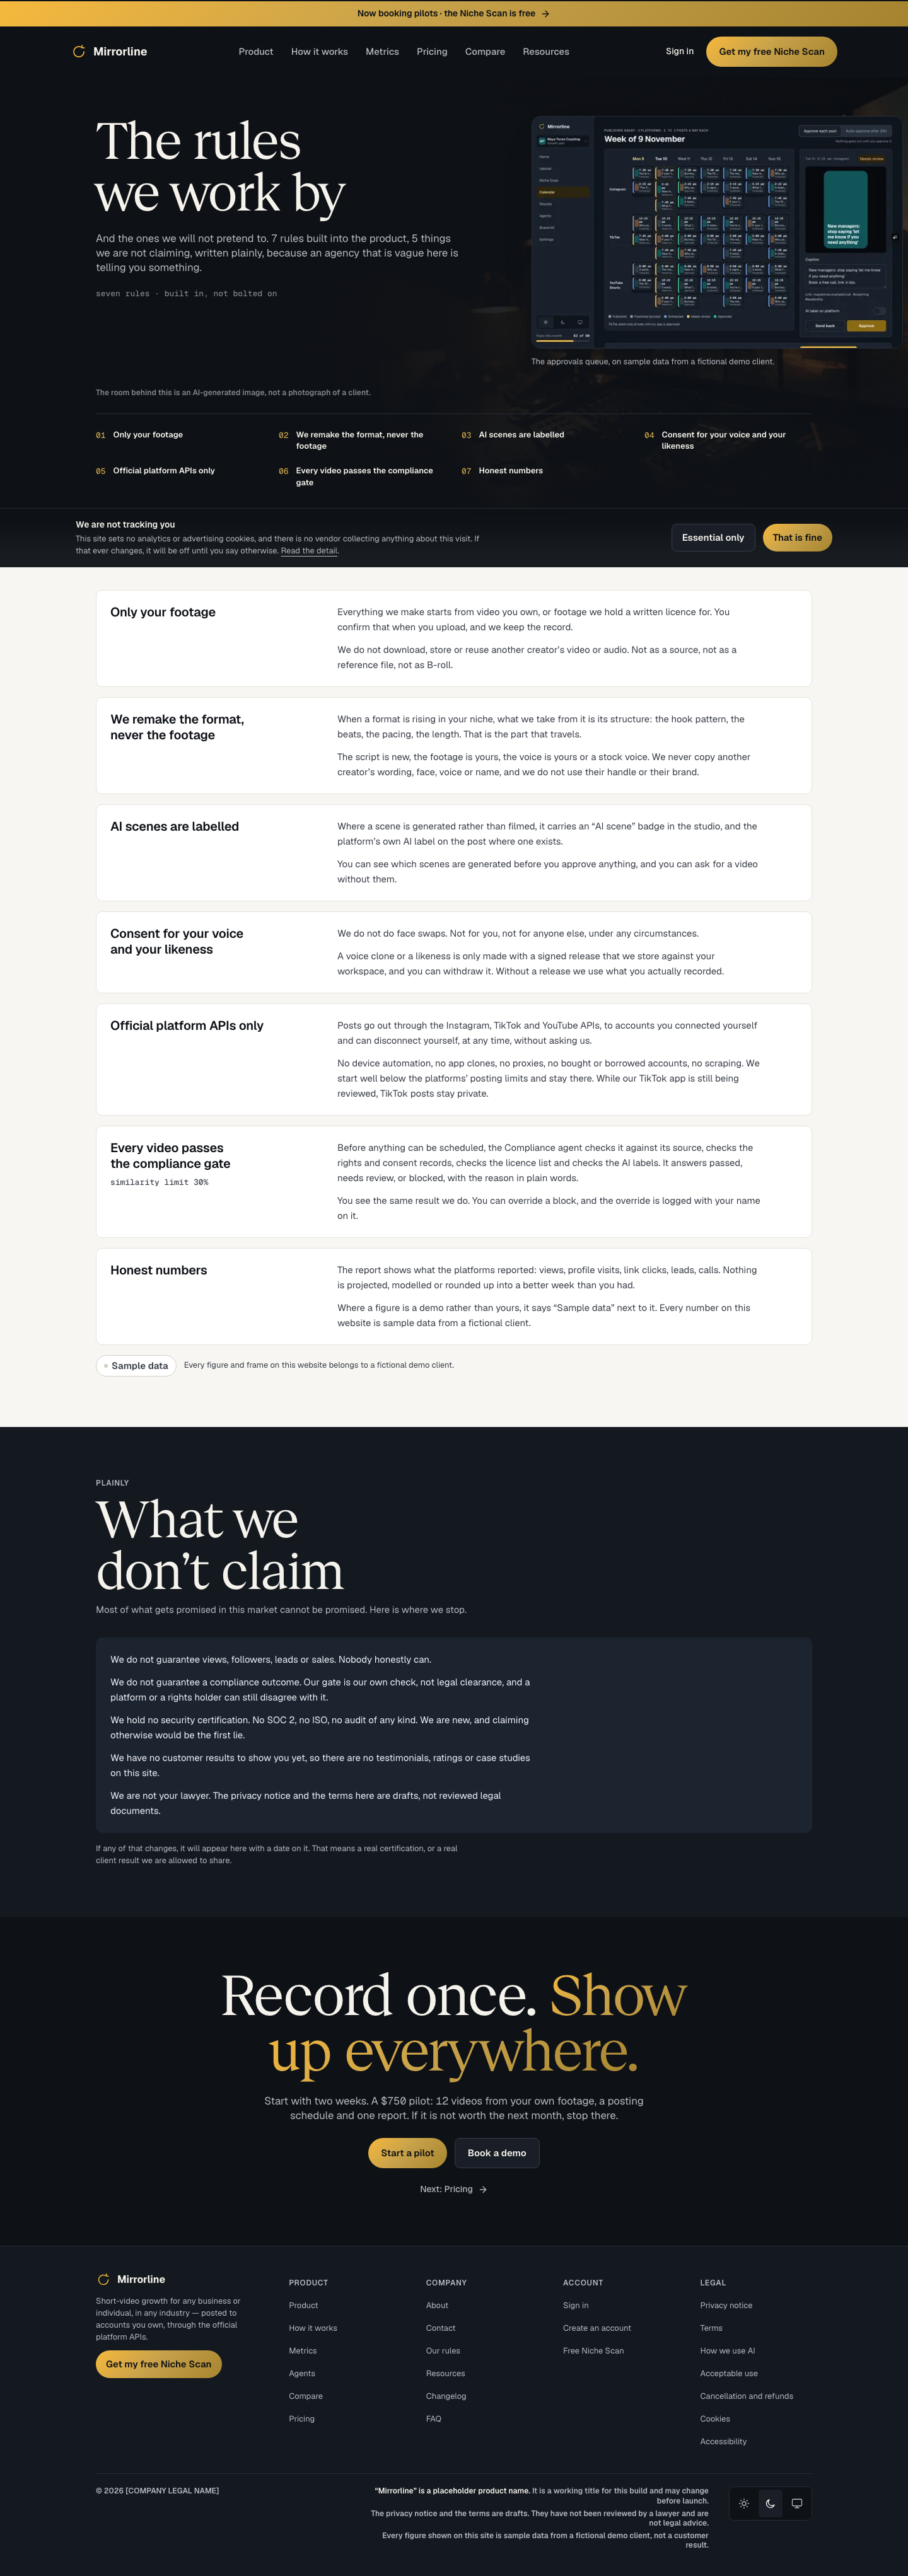 Now booking pilots · the Niche Scan is free
Mirrorline
Product
How it works
Metrics
Pricing
Compare
Resources
Sign in
Get my free Niche Scan
The rules
we work by
And the ones we will not pretend to. 7 rules built into the product, 5 things
we are not claiming, written plainly, because an agency that is vague here is
telling you something.
seven rules · built in, not bolted on
Mirrorline
Week of 9 November
Approve each post
Needs review
Instagram
TikTok
YouTube
Shorts
Calendar
Results
Agents
Settings
New managers:
stop saying 'let
me know if you
need anything'
Caption
Send back
Approve
The approvals queue, on sample data from a fictional demo client.
The room behind this is an AI-generated image, not a photograph of a client.
01 Only your footage
02 We remake the format, never the
footage
03 AI scenes are labelled
04 Consent for your voice and your
likeness
05 Official platform APIs only
06 Every video passes the compliance
gate
07 Honest numbers
We are not tracking you
This site sets no analytics or advertising cookies, and there is no vendor collecting anything about this visit. If
that ever changes, it will be off until you say otherwise. Read the detail.
Essential only
That is fine
Only your footage
Everything we make starts from video you own, or footage we hold a written licence for. You
confirm that when you upload, and we keep the record.
We do not download, store or reuse another creator's video or audio. Not as a source, not as a
reference file, not as B-roll.
We remake the format,
never the footage
When a format is rising in your niche, what we take from it is its structure: the hook pattern, the
beats, the pacing, the length. That is the part that travels.
The script is new, the footage is yours, the voice is yours or a stock voice. We never copy another
creator's wording, face, voice or name, and we do not use their handle or their brand.
AI scenes are labelled
Where a scene is generated rather than filmed, it carries an “AI scene” badge in the studio, and the
platform's own AI label on the post where one exists.
You can see which scenes are generated before you approve anything, and you can ask for a video
without them.
Consent for your voice
and your likeness
We do not do face swaps. Not for you, not for anyone else, under any circumstances.
A voice clone or a likeness is only made with a signed release that we store against your
workspace, and you can withdraw it. Without a release we use what you actually recorded.
Official platform APIs only
Posts go out through the Instagram, TikTok and YouTube APIs, to accounts you connected yourself
and can disconnect yourself, at any time, without asking us.
No device automation, no app clones, no proxies, no bought or borrowed accounts, no scraping. We
start well below the platforms' posting limits and stay there. While our TikTok app is still being
reviewed, TikTok posts stay private.
Every video passes
the compliance gate
similarity limit 30%
Before anything can be scheduled, the Compliance agent checks it against its source, checks the
rights and consent records, checks the licence list and checks the AI labels. It answers passed,
needs review, or blocked, with the reason in plain words.
You see the same result we do. You can override a block, and the override is logged with your name
on it.
Honest numbers
The report shows what the platforms reported: views, profile visits, link clicks, leads, calls. Nothing
is projected, modelled or rounded up into a better week than you had.
Where a figure is a demo rather than yours, it says “Sample data” next to it. Every number on this
website is sample data from a fictional client.
Sample data
Every figure and frame on this website belongs to a fictional demo client.
PLAINLY
What we
don't claim
Most of what gets promised in this market cannot be promised. Here is where we stop.
We do not guarantee views, followers, leads or sales. Nobody honestly can.
We do not guarantee a compliance outcome. Our gate is our own check, not legal clearance, and a
platform or a rights holder can still disagree with it.
We hold no security certification. No SOC 2, no ISO, no audit of any kind. We are new, and claiming
otherwise would be the first lie.
We have no customer results to show you yet, so there are no testimonials, ratings or case studies
on this site.
We are not your lawyer. The privacy notice and the terms here are drafts, not reviewed legal
documents.
If any of that changes, it will appear here with a date on it. That means a real certification, or a real
client result we are allowed to share.
Record once. Show
up everywhere.
Start with two weeks. A $750 pilot: 12 videos from your own footage, a posting
schedule and one report. If it is not worth the next month, stop there.
Start a pilot
Book a demo
Next: Pricing
Mirrorline
Short-video growth for any business or
individual, in any industry — posted to
accounts you own, through the official
platform APIs.
Get my free Niche Scan
PRODUCT
Product
How it works
Metrics
Agents
Compare
Pricing
COMPANY
About
Contact
Our rules
Resources
Changelog
FAQ
ACCOUNT
Sign in
Create an account
Free Niche Scan
LEGAL
Privacy notice
Terms
How we use AI
Acceptable use
Cancellation and refunds
Cookies
Accessibility
© 2026 [COMPANY LEGAL NAME]
“Mirrorline” is a placeholder product name. It is a working title for this build and may change
before launch.
The privacy notice and the terms are drafts. They have not been reviewed by a lawyer and are
not legal advice.
Every figure shown on this site is sample data from a fictional demo client, not a customer
result.